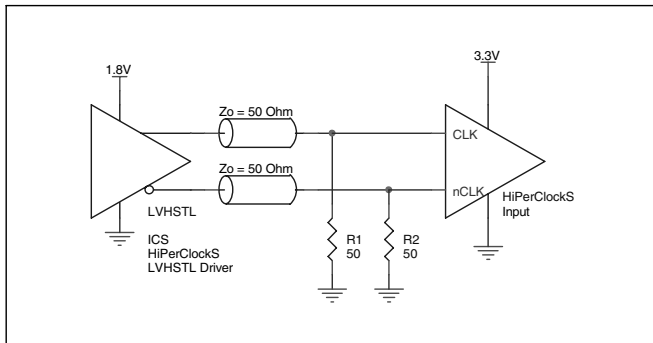 1.8V
3.3V
Zo = 50 Ohm
CLK
Zo = 50 Ohm
nCLK
HiPerClockS
Input
LVHSTL
ICS
HiPerClockS
LVHSTL Driver
R1
50
R2
50